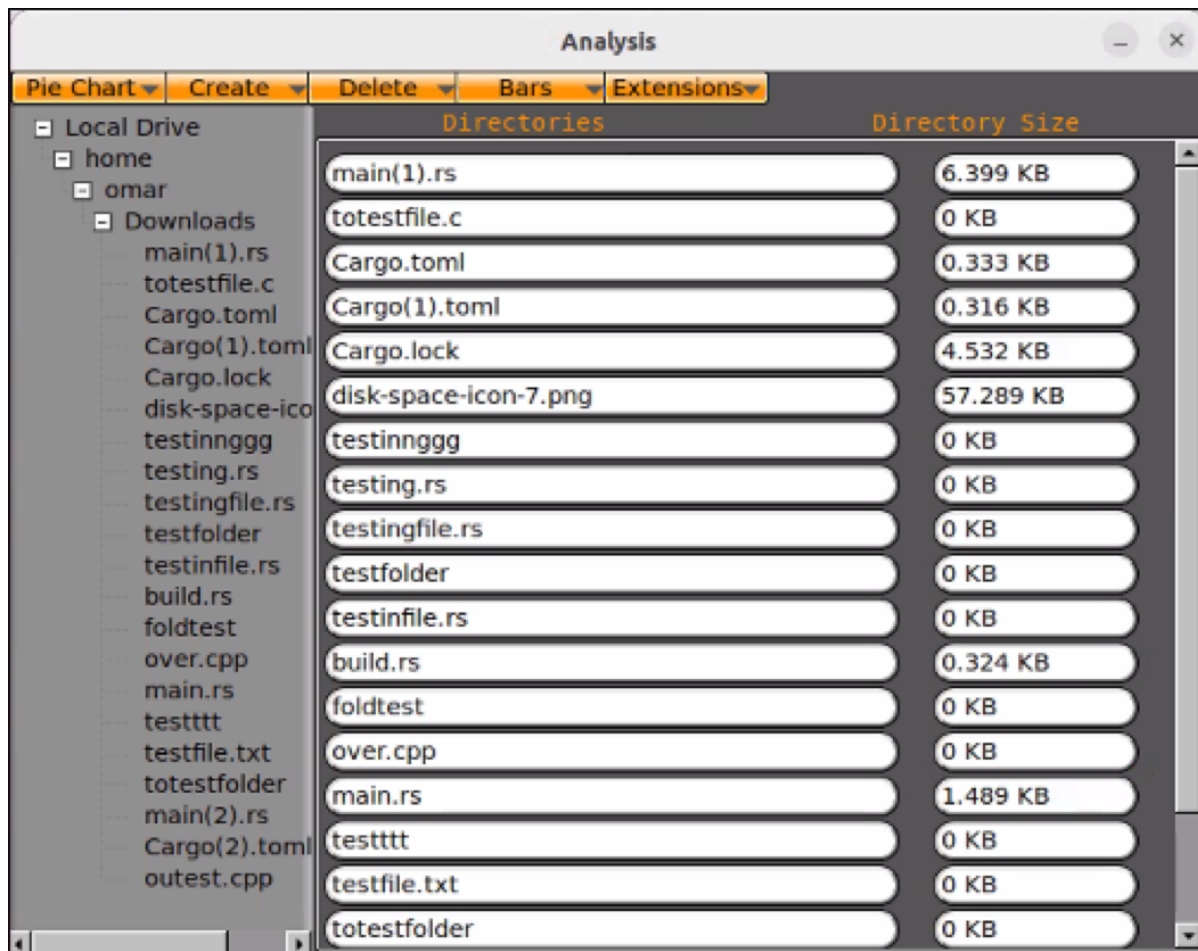 Analysis
Pie Chart Create Delete Bars Extensions
Directories Directory Size
Local Drive
home
omar
Downloads
main(1).rs
totestfile.c
Cargo.toml
Cargo(1).toml
Cargo.lock
disk-space-ico
testinnggg
testing.rs
testingfile.rs
testfolder
testinfile.rs
build.rs
foldtest
over.cpp
main.rs
testttt
testfile.txt
totestfolder
main(2).rs
Cargo(2).toml
outest.cpp
main(1).rs 6.399 KB
totestfile.c 0 KB
Cargo.toml 0.333 KB
Cargo(1).toml 0.316 KB
Cargo.lock 4.532 KB
disk-space-icon-7.png 57.289 KB
testinnggg 0 KB
testing.rs 0 KB
testingfile.rs 0 KB
testfolder 0 KB
testinfile.rs 0 KB
build.rs 0.324 KB
foldtest 0 KB
over.cpp 0 KB
main.rs 1.489 KB
testttt 0 KB
testfile.txt 0 KB
totestfolder 0 KB